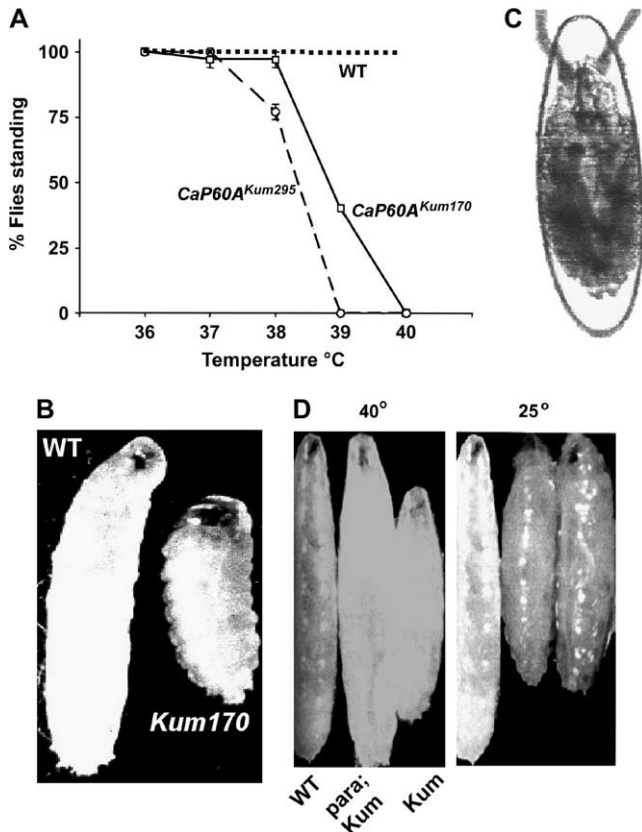 A
% Flies standing
100
75
50
25
0
WT
CaP60A^Kum295
CaP60A^Kum170
36 37 38 39 40
Temperature °C
C
B
WT
Kum170
D
40° 25°
WT
para;
Kum
Kum